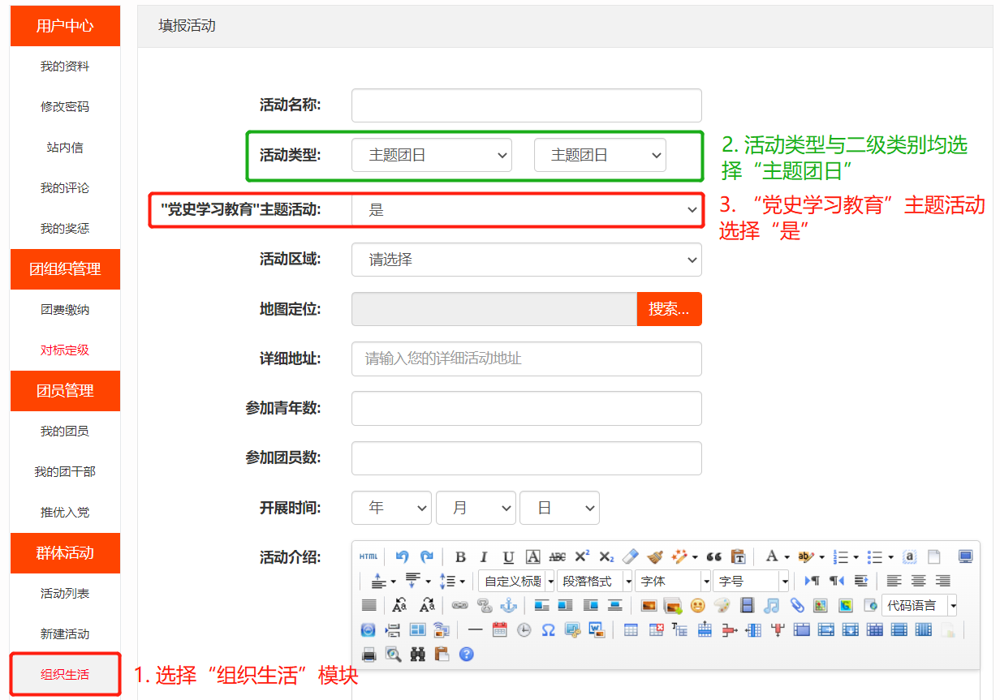 用户中心
我的资料
修改密码
站内信
我的评论
我的奖惩
团组织管理
团费缴纳
对标定级
团员管理
我的团员
我的团干部
推优入党
群体活动
活动列表
新建活动
组织生活
1. 选择“组织生活”模块
填报活动
活动名称:
活动类型: 主题团日 主题团日
2. 活动类型与二级类别均选
择“主题团日”
"党史学习教育"主题活动: 是
3. “党史学习教育”主题活动
选择“是”
活动区域: 请选择
地图定位: 搜索...
详细地址: 请输入您的详细活动地址
参加青年数:
参加团员数:
开展时间: 年 月 日
活动介绍:
HTML B I U A ABC X² X₂ A ab a
自定义标题 段落格式 字体 字号
代码语言